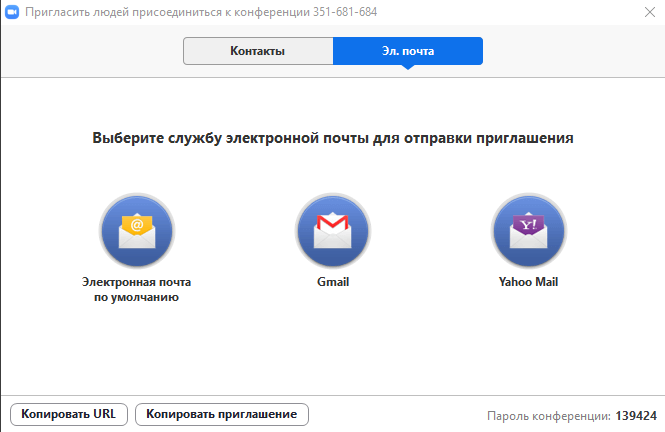 Пригласить людей присоединиться к конференции 351-681-684
Контакты
Эл. почта
Выберите службу электронной почты для отправки приглашения
@
Y!
Электронная почта
по умолчанию
Gmail
Yahoo Mail
Копировать URL
Копировать приглашение
Пароль конференции: 139424